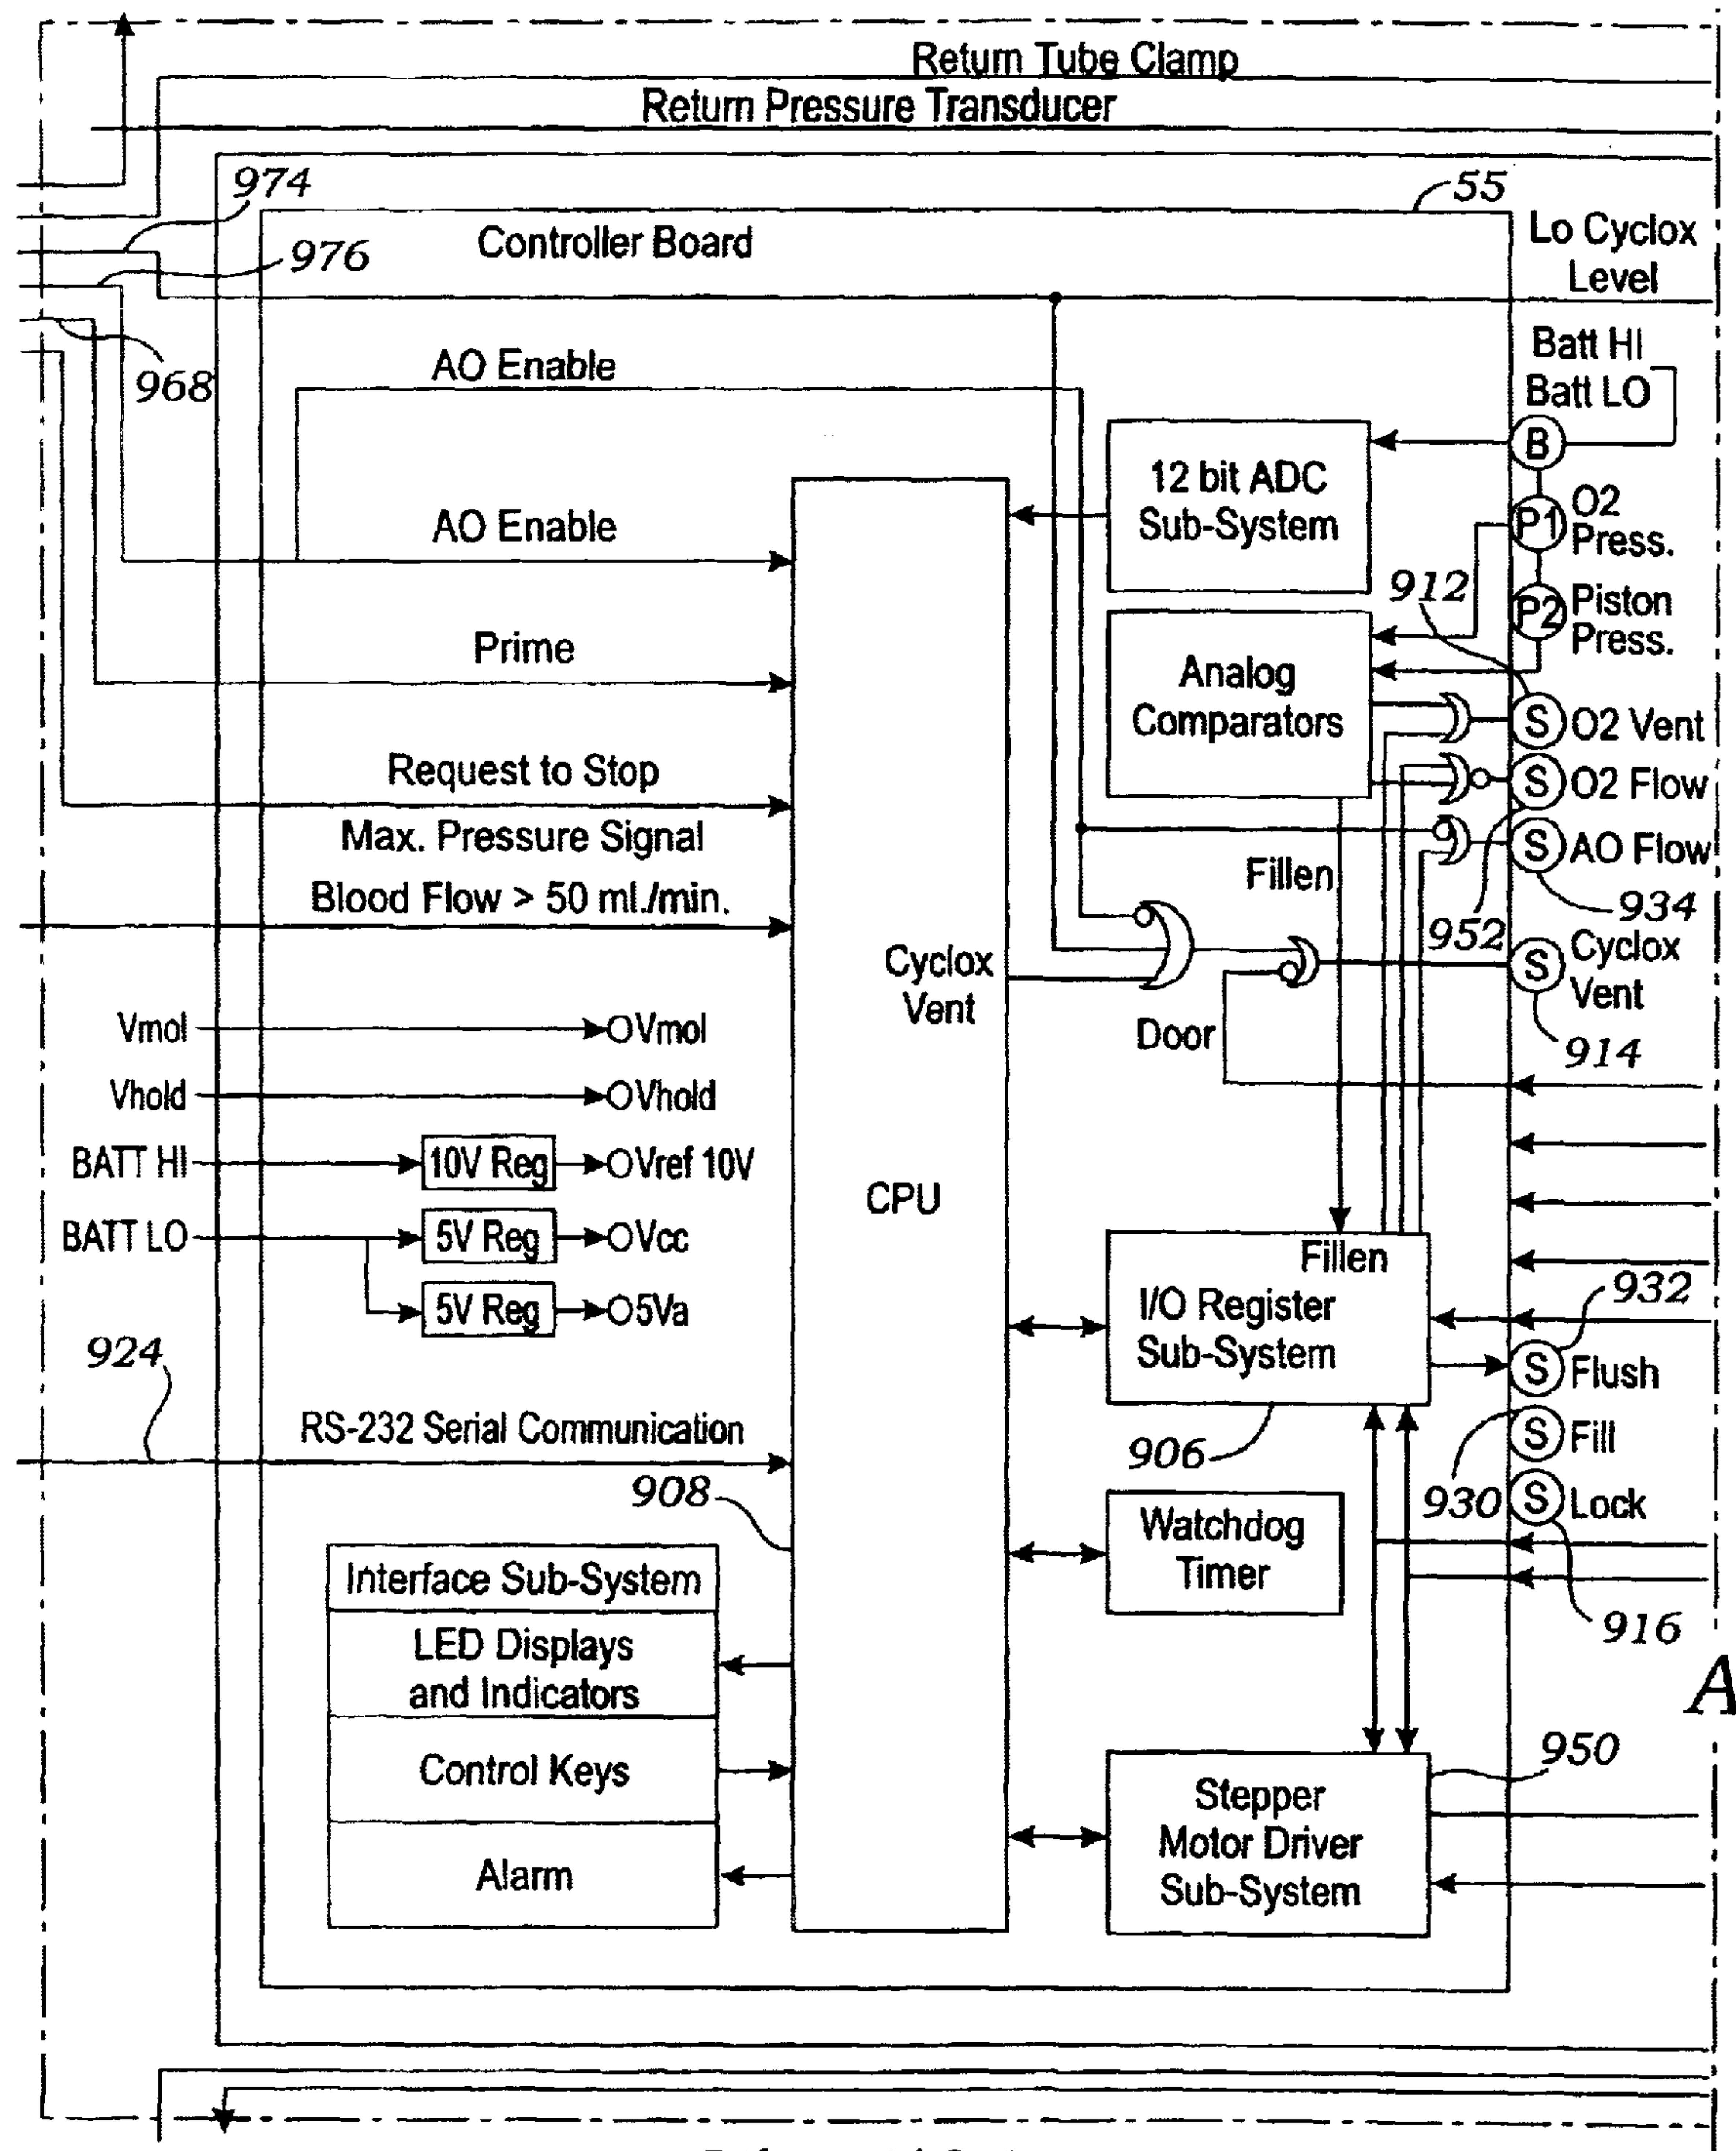 Return Tube Clamp
Return Pressure Transducer
974
55
Controller Board
Lo Cyclox
Level
976
968
AO Enable
Batt HI
Batt LO
B
12 bit ADC
Sub-System
AO Enable
P1
O2
Press.
912
P2
Piston
Press.
Prime
Analog
Comparators
S
O2 Vent
Request to Stop
S
O2 Flow
Max. Pressure Signal
S
AO Flow
Fillen
Blood Flow > 50 ml./min.
934
952
Cyclox
Vent
S
Cyclox
Vent
Vmol
Vmol
Door
914
Vhold
Vhold
BATT HI
10V Reg
Vref 10V
CPU
BATT LO
5V Reg
Vcc
Fillen
5V Reg
5Va
I/O Register
Sub-System
932
924
S
Flush
RS-232 Serial Communication
S
Fill
906
908
930
S
Lock
Watchdog
Timer
Interface Sub-System
916
LED Displays
and Indicators
A
950
Control Keys
Stepper
Motor Driver
Sub-System
Alarm